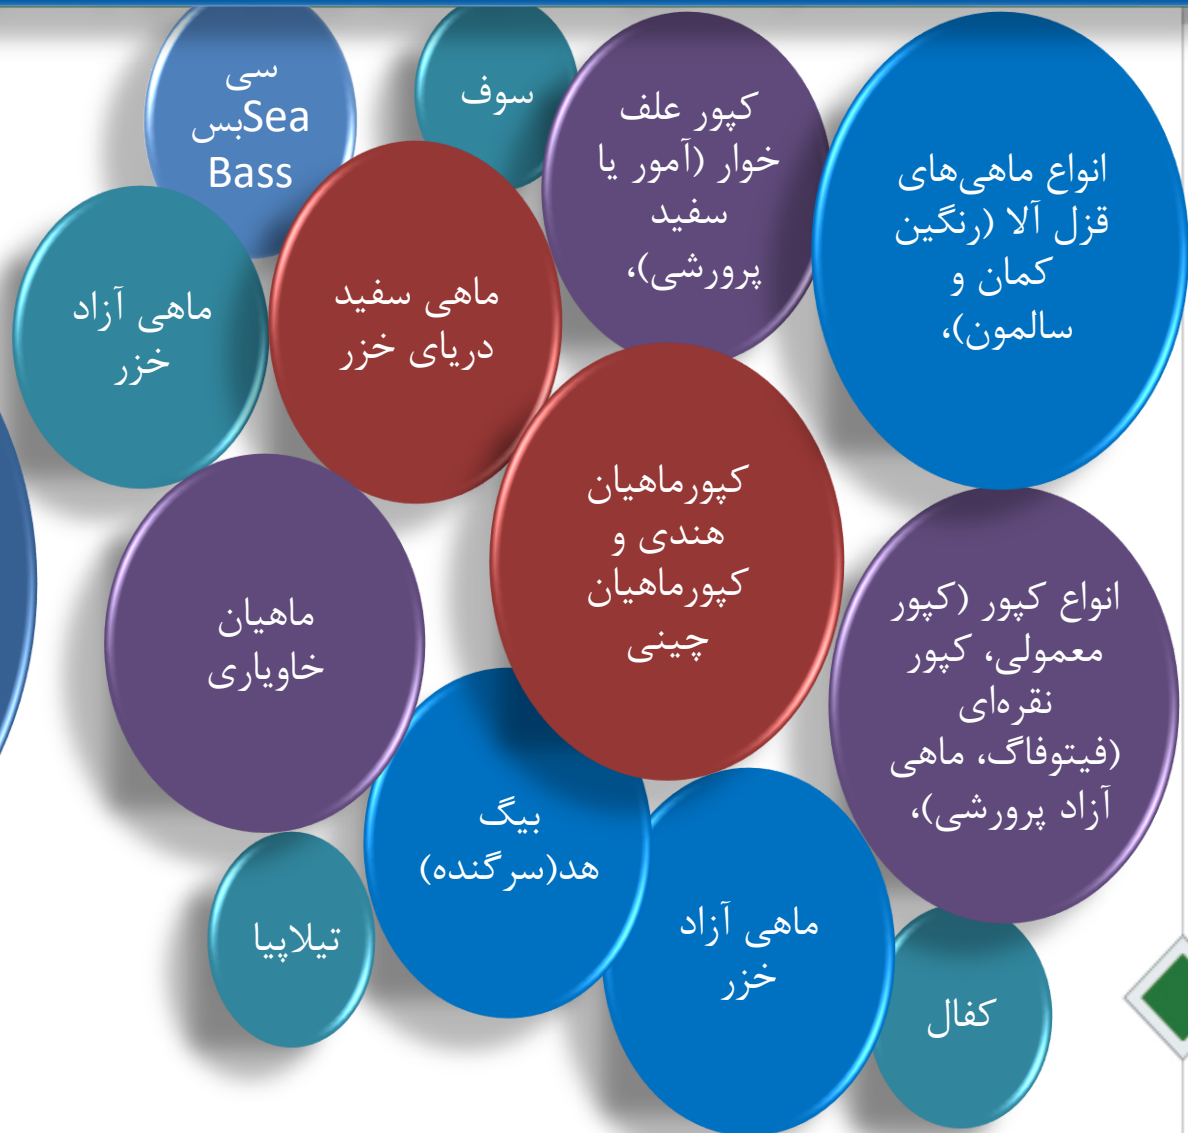 انواع ماهی‌های
قزل آلا (رنگین
کمان و
سالمون)،
کپور علف
خوار (آمور یا
سفید
پرورشی)،
سوف
سی
بسSea
Bass
ماهی سفید
دریای خزر
ماهی آزاد
خزر
کپورماهیان
هندی و
کپورماهیان
چینی
انواع کپور (کپور
معمولی، کپور
نقره‌ای
(فیتوفاگ، ماهی
آزاد پرورشی)،
ماهیان
خاویاری
بیگ
هد(سر گنده)
ماهی آزاد
خزر
تیلاپیا
کفال